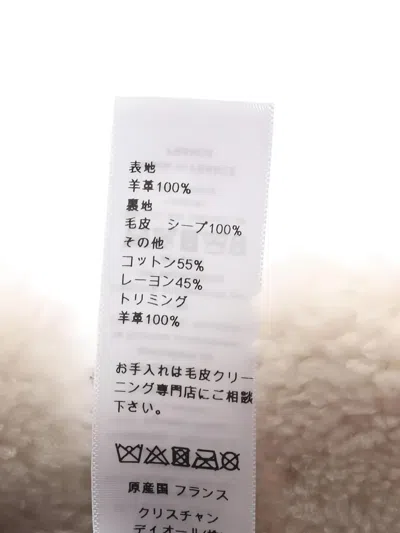 表地
羊革100%
裏地
毛皮　シープ100%
その他
コットン55%
レーヨン45%
トリミング
羊革100%
お手入れは毛皮クリー
ニング専門店にご相談
下さい。
原産国 フランス
クリスチャン
ディオール